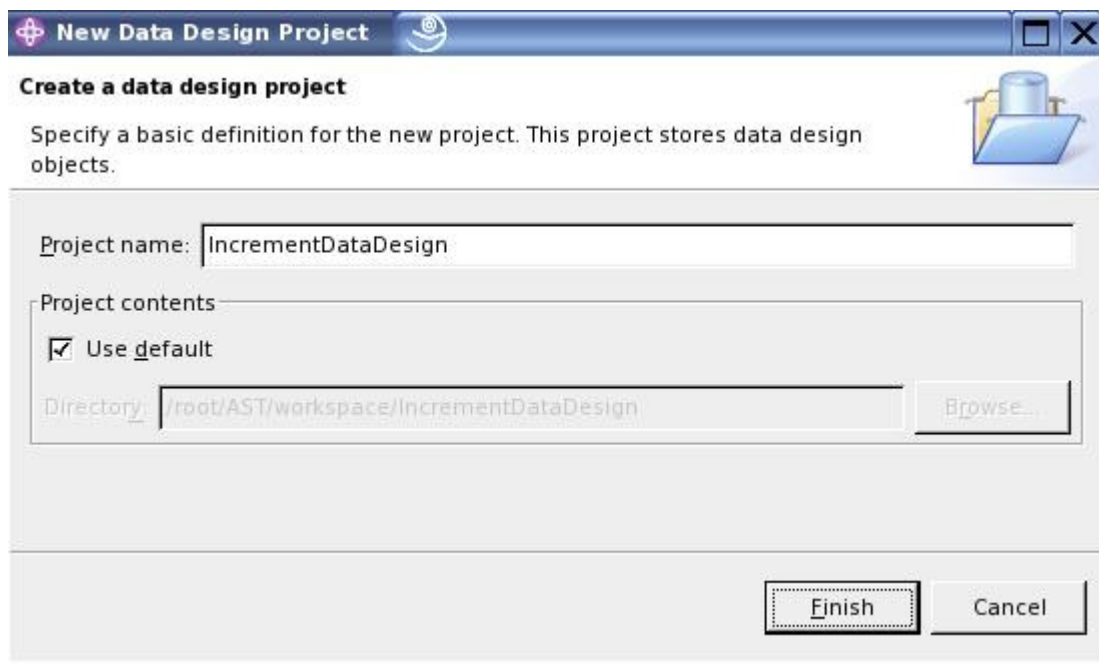 New Data Design Project
Create a data design project
Specify a basic definition for the new project. This project stores data design
objects.
Project name: IncrementDataDesign
Project contents
Use default
Directory: /root/AST/workspace/IncrementDataDesign Browse...
Finish Cancel